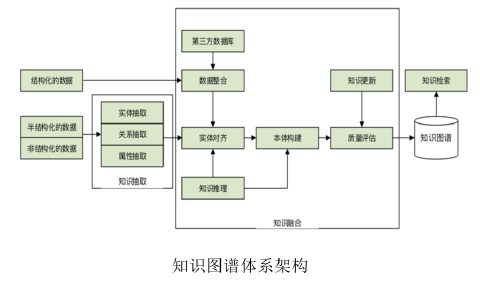 第三方数据库
结构化的数据
数据整合
知识更新
知识检索
实体抽取
半结构化的数据
关系抽取
实体对齐
本体构建
质量评估
知识图谱
非结构化的数据
属性抽取
知识抽取
知识推理
知识融合
知识图谱体系架构